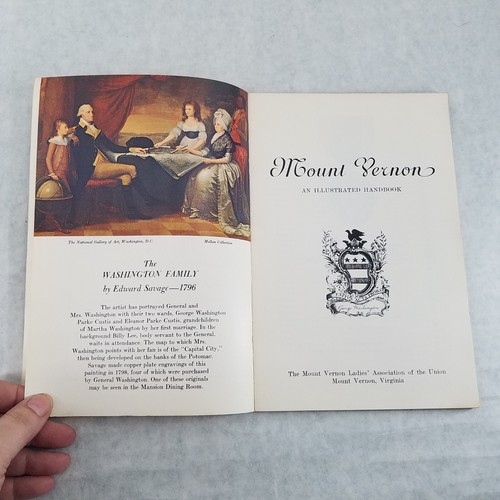 The National Gallery of Art, Washington, D.C. Mellon Collection
The
WASHINGTON FAMILY
by Edward Savage—1796
The artist has portrayed General and
Mrs. Washington with their two wards, George Washington
Parke Custis and Eleanor Parke Custis, grandchildren
of Martha Washington by her first marriage. In the
background Billy Lee, body servant to the General,
waits in attendance. The map to which Mrs.
Washington points with her fan is of the "Capital City,"
then being developed on the banks of the Potomac.
Savage made copper plate engravings of this
painting in 1798, four of which were purchased
by General Washington. One of these originals
may be seen in the Mansion Dining Room.
Mount Vernon
AN ILLUSTRATED HANDBOOK
The Mount Vernon Ladies' Association of the Union
Mount Vernon, Virginia